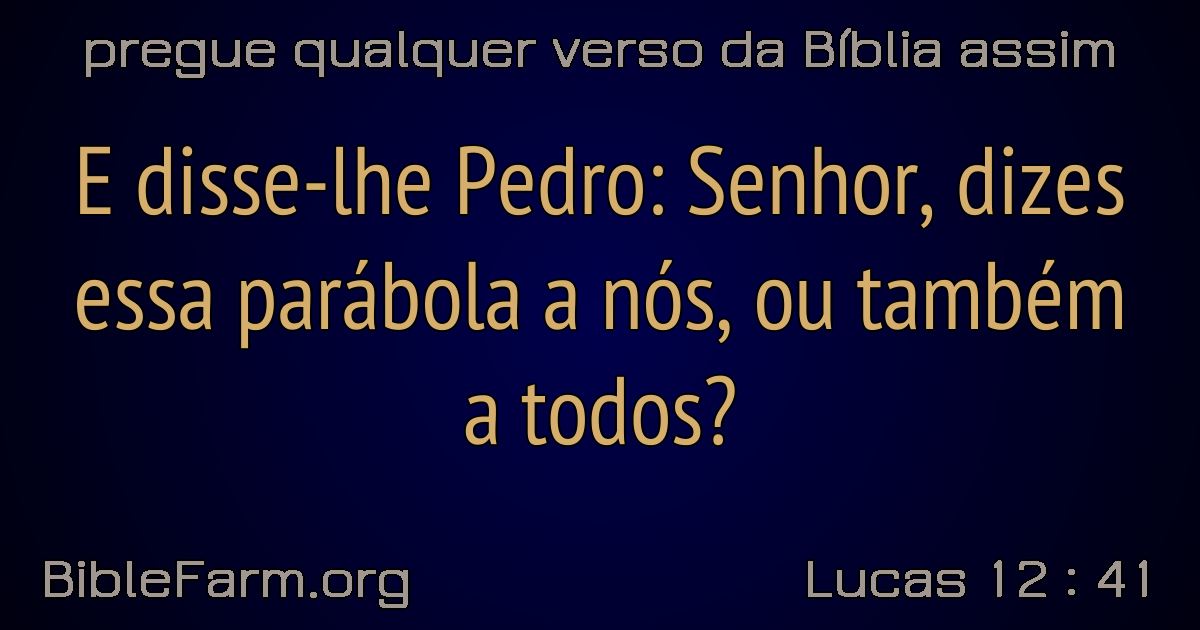 pregue qualquer verso da Bíblia assim
E disse-lhe Pedro: Senhor, dizes
essa parábola a nós, ou também
a todos?
BibleFarm.org
Lucas 12 : 41